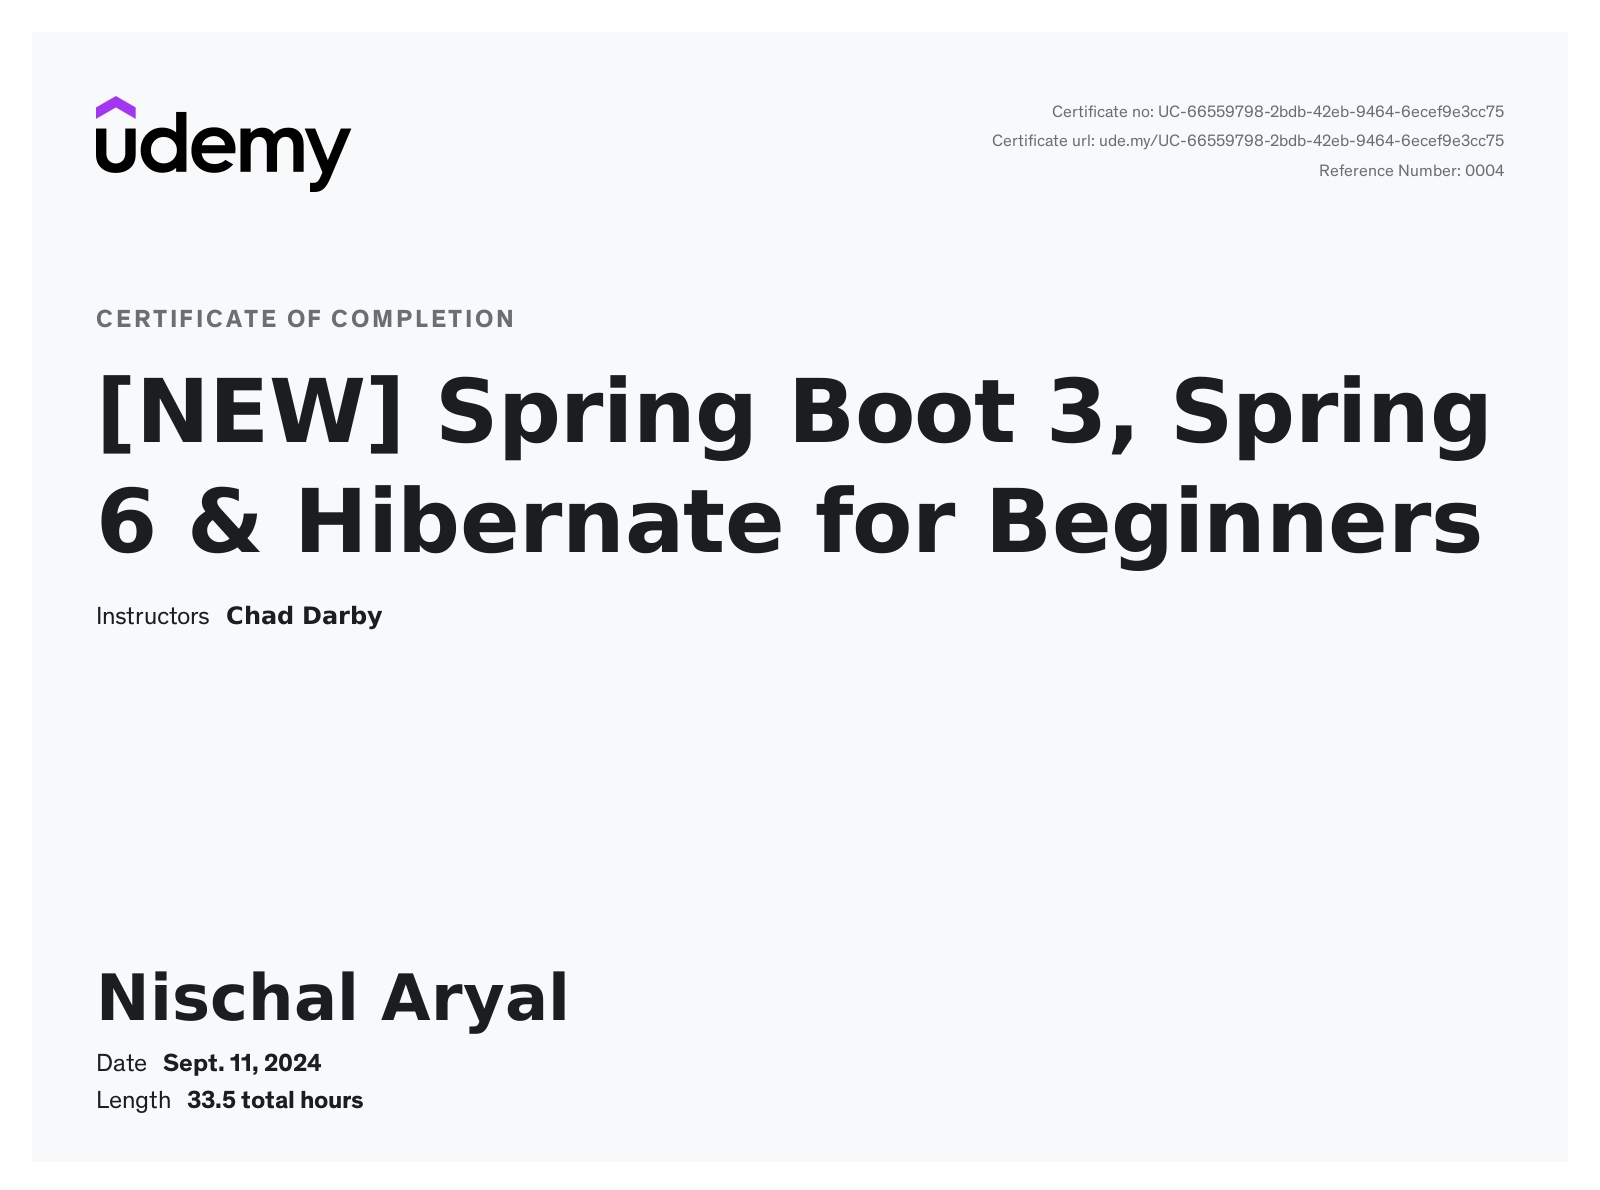 udemy
Certificate no: UC-66559798-2bdb-42eb-9464-6ecef9e3cc75
Certificate url: ude.my/UC-66559798-2bdb-42eb-9464-6ecef9e3cc75
Reference Number: 0004
CERTIFICATE OF COMPLETION
[NEW] Spring Boot 3, Spring
6 & Hibernate for Beginners
Instructors Chad Darby
Nischal Aryal
Date Sept. 11, 2024
Length 33.5 total hours